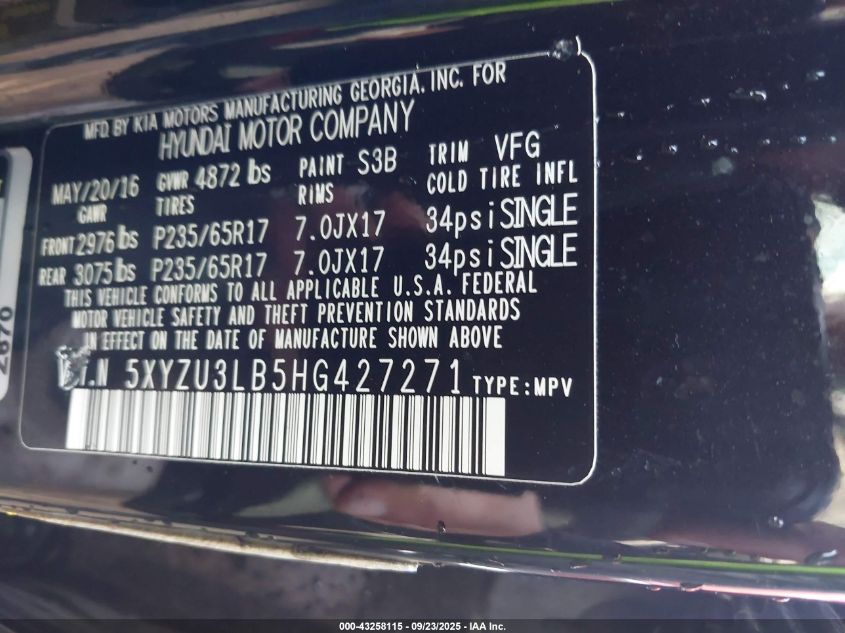 MFD. BY KIA MOTORS MANUFACTURING GEORGIA, INC. FOR
HYUNDAI MOTOR COMPANY
MAY/20/16 GVWR 4872 lbs PAINT S3B TRIM VFG
GAWR TIRES RIMS COLD TIRE INFL
FRONT 2976 lbs P235/65R17 7.0JX17 34psi SINGLE
REAR 3075 lbs P235/65R17 7.0JX17 34psi SINGLE
THIS VEHICLE CONFORMS TO ALL APPLICABLE U.S.A. FEDERAL
MOTOR VEHICLE SAFETY AND THEFT PREVENTION STANDARDS
IN EFFECT ON THE DATE OF MANUFACTURE SHOWN ABOVE
V.I.N 5XYZU3LB5HG427271 TYPE:MPV
2670
000-43258115 - 09/23/2025 - IAA Inc.